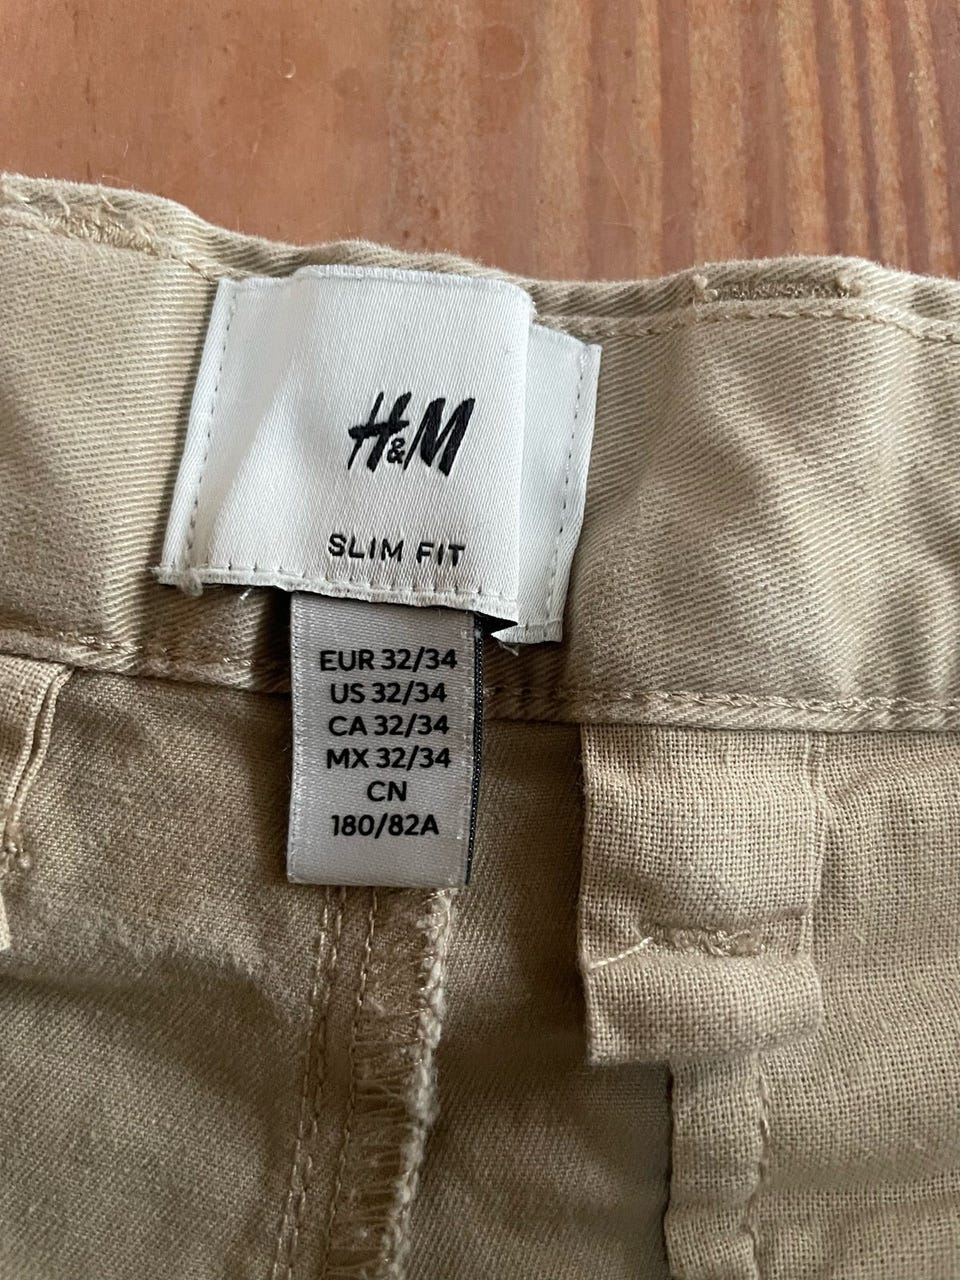 H&M
SLIM FIT
EUR 32/34
US 32/34
CA 32/34
MX 32/34
CN
180/82A